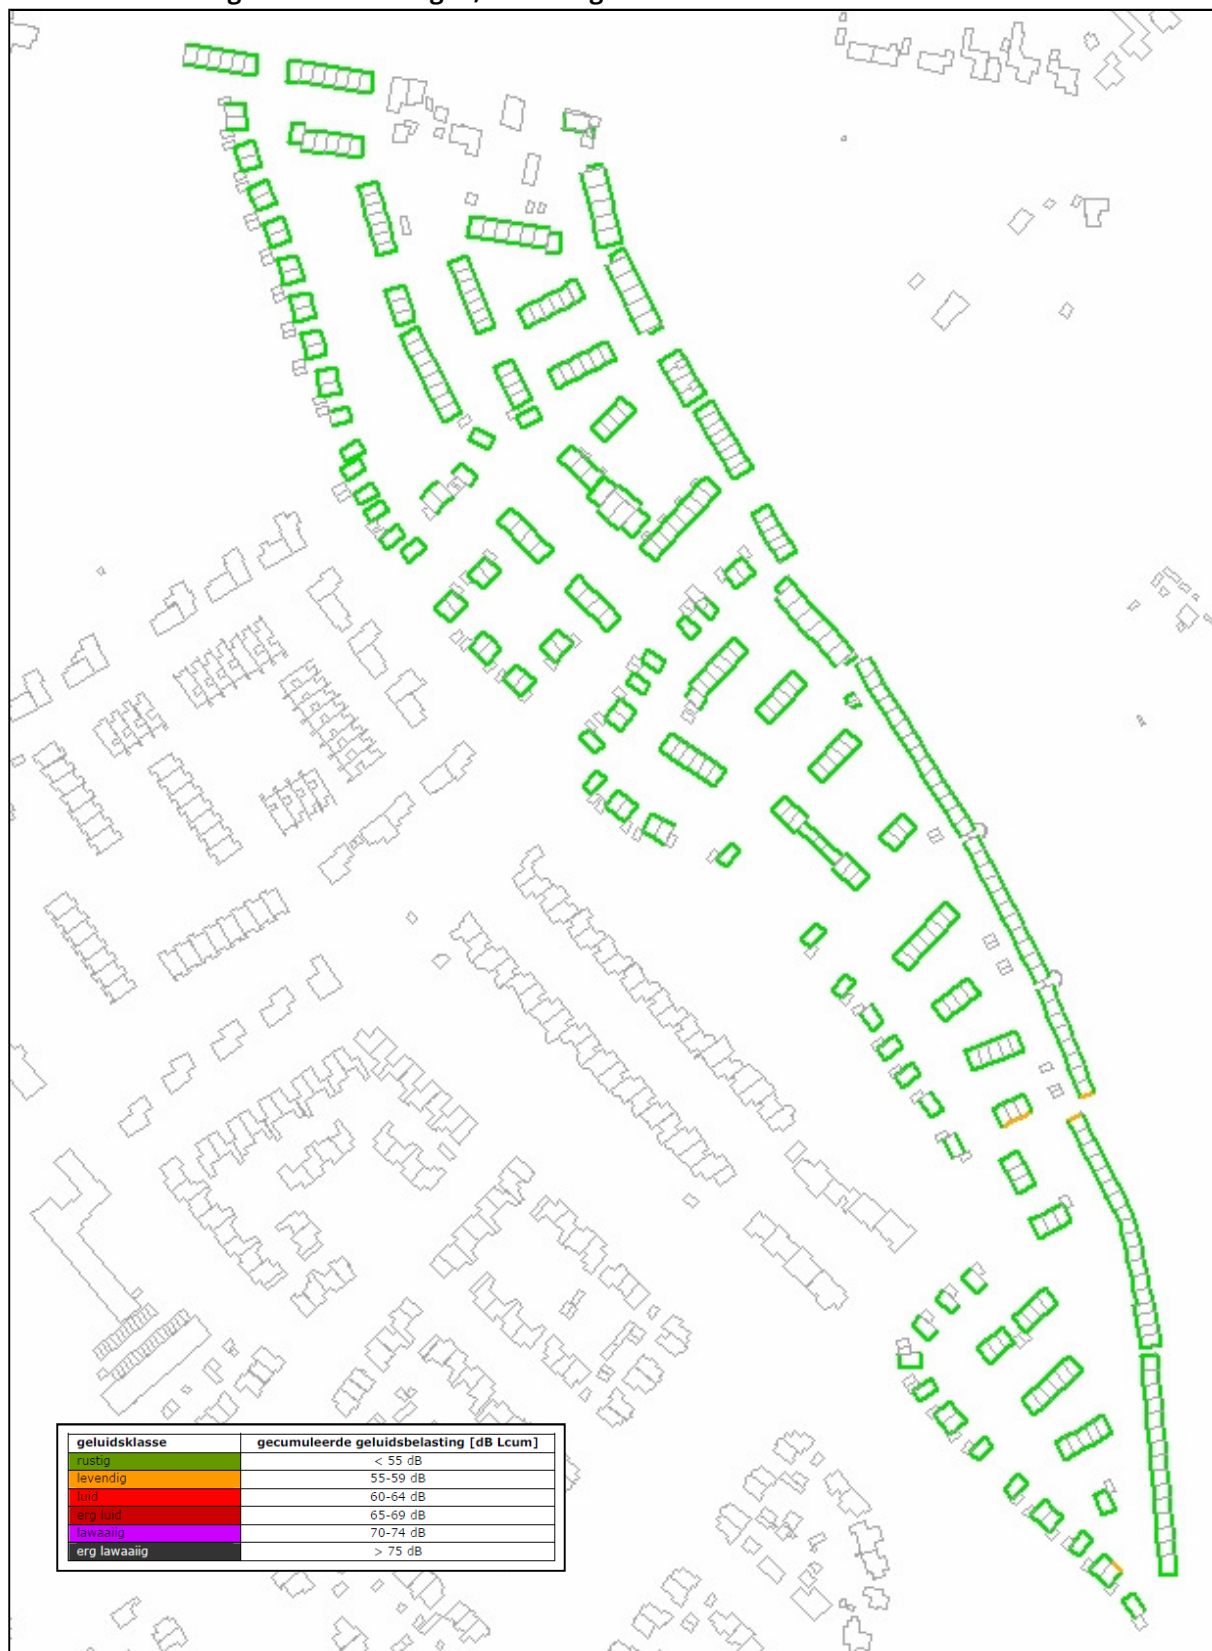 geluidsklasse gecumuleerde geluidsbelasting [dB Lcum]
rustig < 55 dB
levendig 55-59 dB
luid 60-64 dB
erg luid 65-69 dB
lawaaiig 70-74 dB
erg lawaaiig > 75 dB